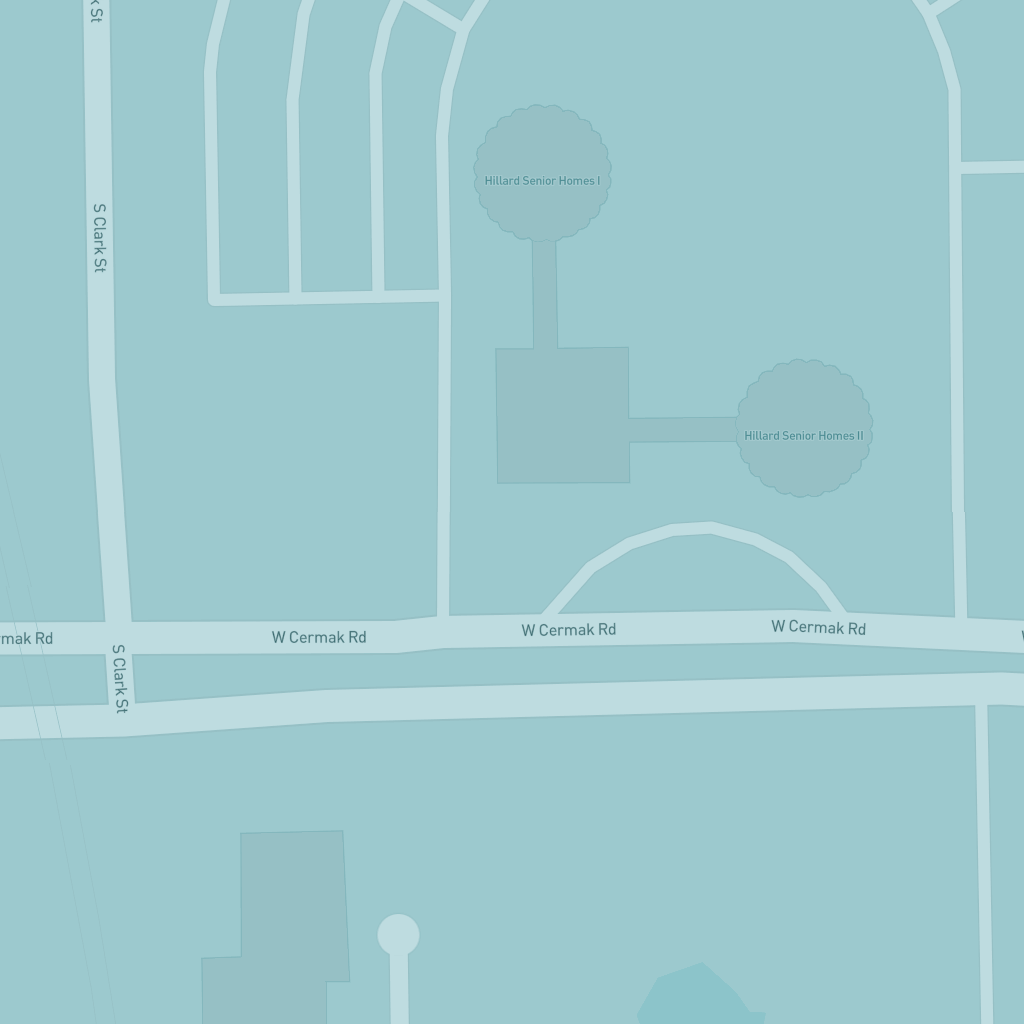 k St
Hillard Senior Homes I
S Clark St
Hillard Senior Homes II
mak Rd
W Cermak Rd
W Cermak Rd
W Cermak Rd
W
S Clark St